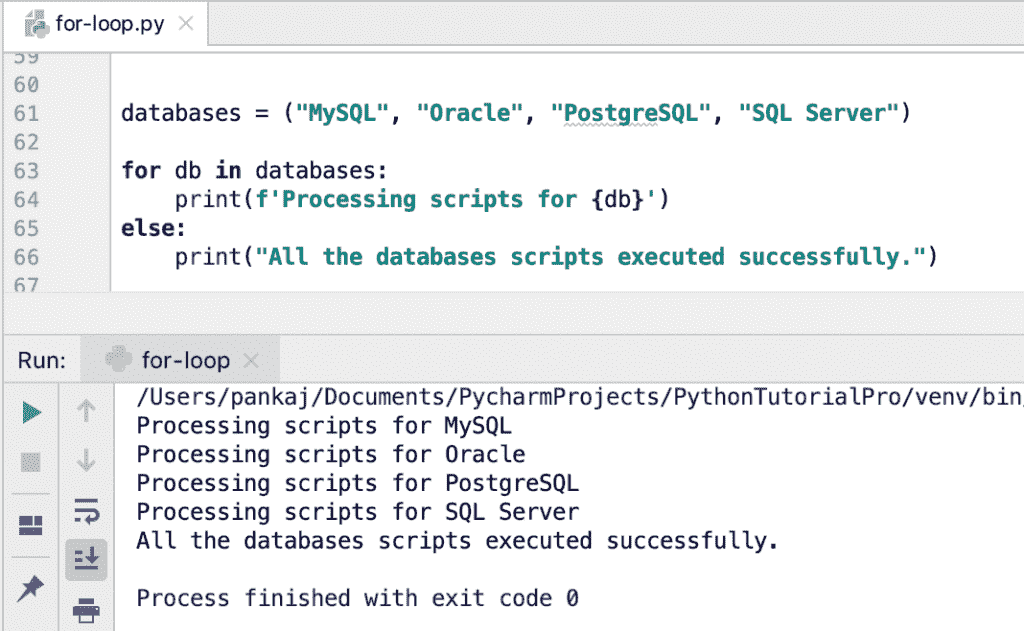 for-loop.py
59
60
61 databases = ("MySQL", "Oracle", "PostgreSQL", "SQL Server")
62
63 for db in databases:
64     print(f'Processing scripts for {db}')
65 else:
66     print("All the databases scripts executed successfully.")
67
Run: for-loop
/Users/pankaj/Documents/PycharmProjects/PythonTutorialPro/venv/bin/
Processing scripts for MySQL
Processing scripts for Oracle
Processing scripts for PostgreSQL
Processing scripts for SQL Server
All the databases scripts executed successfully.
Process finished with exit code 0